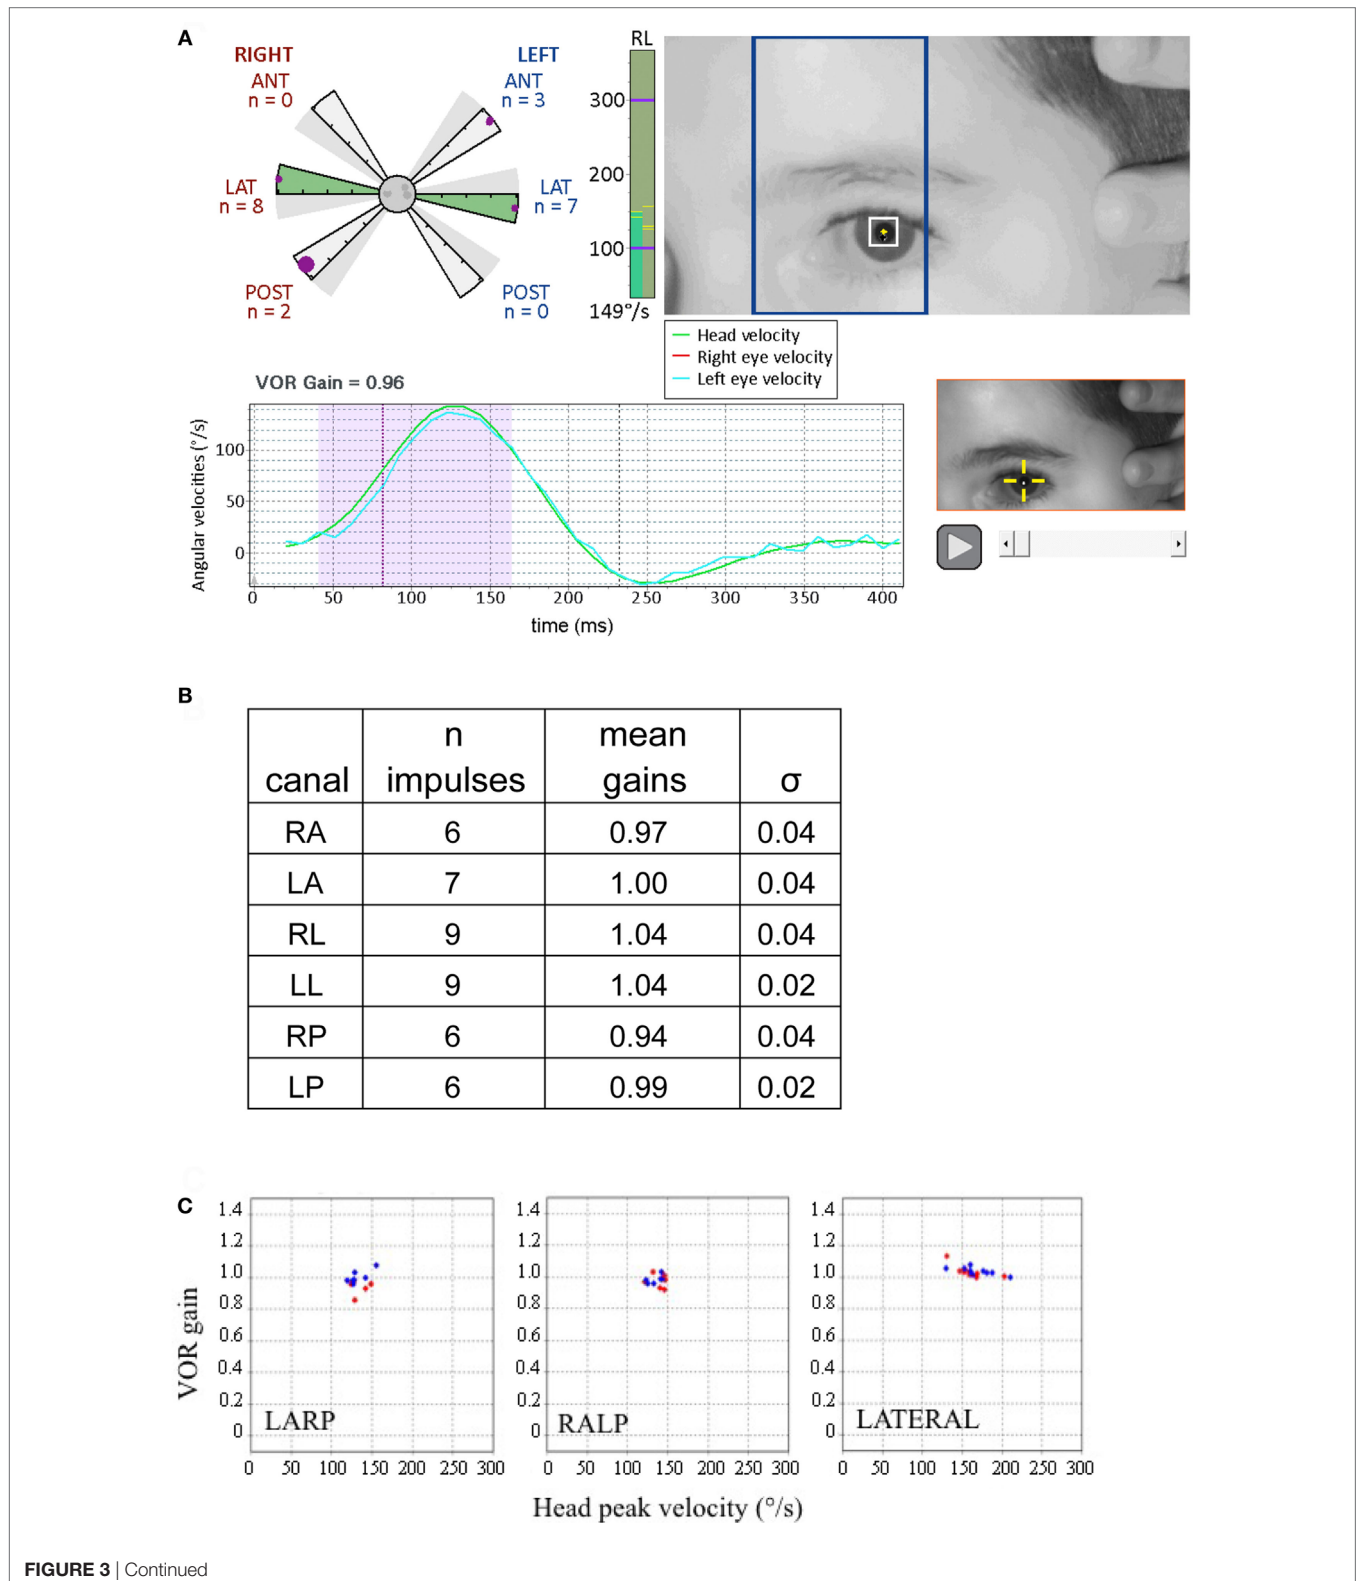 A
RIGHT
LEFT
ANT
n = 0
ANT
n = 3
LAT
n = 8
LAT
n = 7
POST
n = 2
POST
n = 0
RL
300
200
100
149°/s
Head velocity
Right eye velocity
Left eye velocity
VOR Gain = 0.96
Angular velocities (°/s)
100
50
0
0 50 100 150 200 250 300 350 400
time (ms)
B
canal n impulses mean gains σ
RA 6 0.97 0.04
LA 7 1.00 0.04
RL 9 1.04 0.04
LL 9 1.04 0.02
RP 6 0.94 0.04
LP 6 0.99 0.02
C
VOR gain
1.4
1.2
1.0
0.8
0.6
0.4
0.2
0
LARP
0 50 100 150 200 250 300
1.4
1.2
1.0
0.8
0.6
0.4
0.2
0
RALP
0 50 100 150 200 250 300
1.4
1.2
1.0
0.8
0.6
0.4
0.2
0
LATERAL
0 50 100 150 200 250 300
Head peak velocity (°/s)
FIGURE 3 | Continued